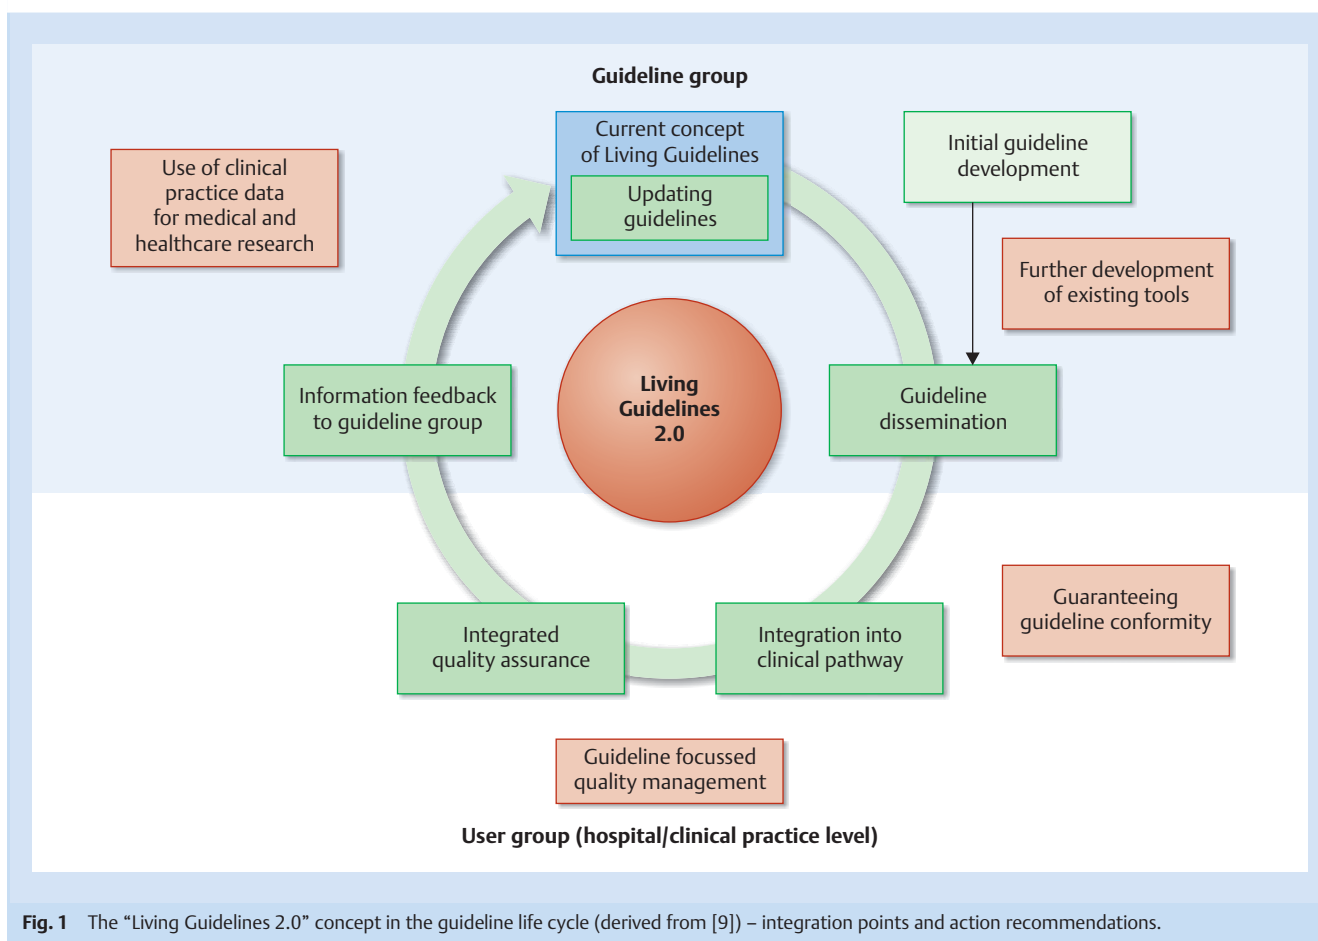 Guideline group
Current concept
of Living Guidelines
Updating
guidelines
Initial guideline
development
Use of clinical
practice data
for medical and
healthcare research
Further development
of existing tools
Information feedback
to guideline group
Living
Guidelines
2.0
Guideline
dissemination
Guaranteeing
guideline conformity
Integrated
quality assurance
Integration into
clinical pathway
Guideline focussed
quality management
User group (hospital/clinical practice level)
Fig. 1 The “Living Guidelines 2.0” concept in the guideline life cycle (derived from [9]) – integration points and action recommendations.